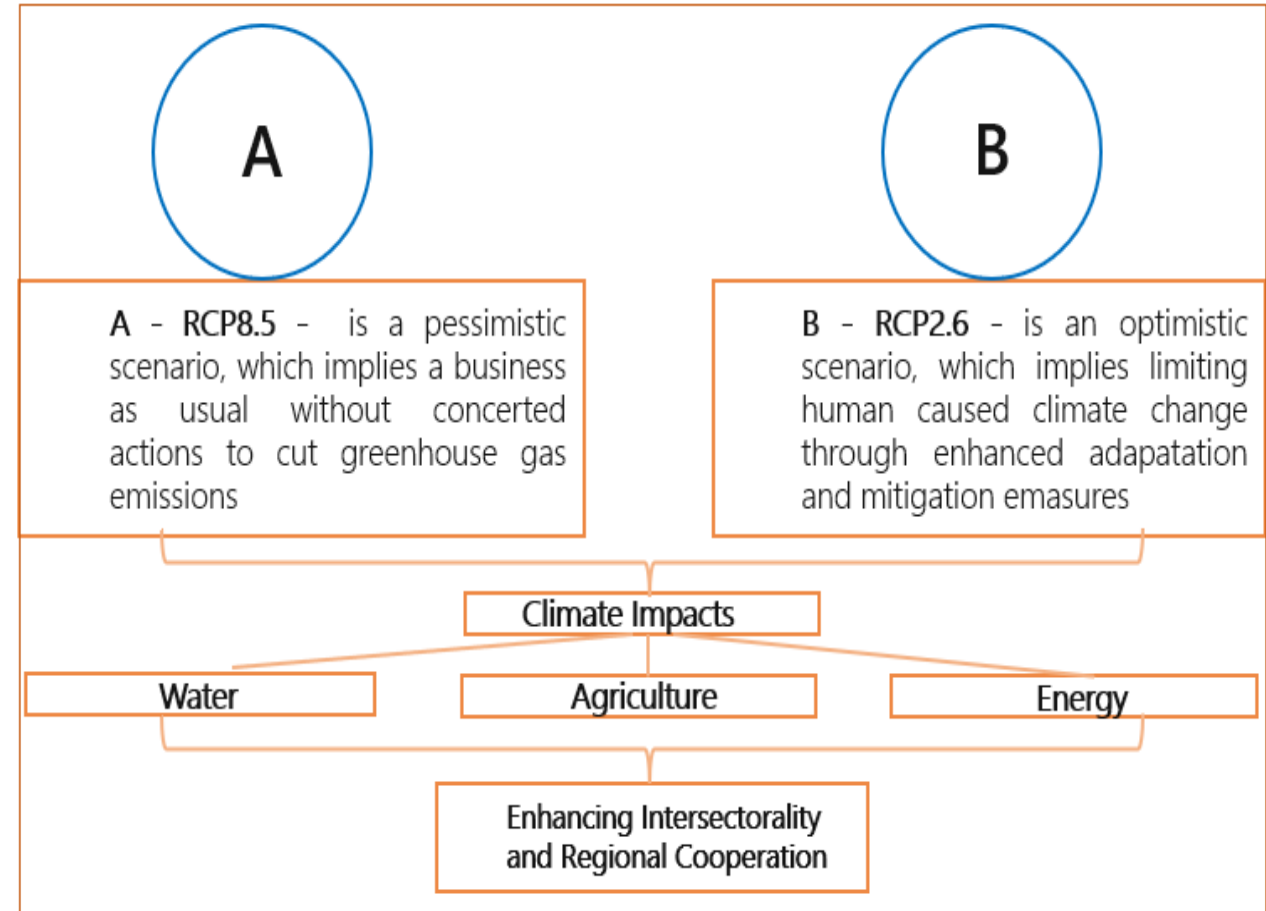 A
B
A - RCP8.5 - is a pessimistic
scenario, which implies a business
as usual without concerted
actions to cut greenhouse gas
emissions
B - RCP2.6 - is an optimistic
scenario, which implies limiting
human caused climate change
through enhanced adapatation
and mitigation emasures
Climate Impacts
Water
Agriculture
Energy
Enhancing Intersectorality
and Regional Cooperation